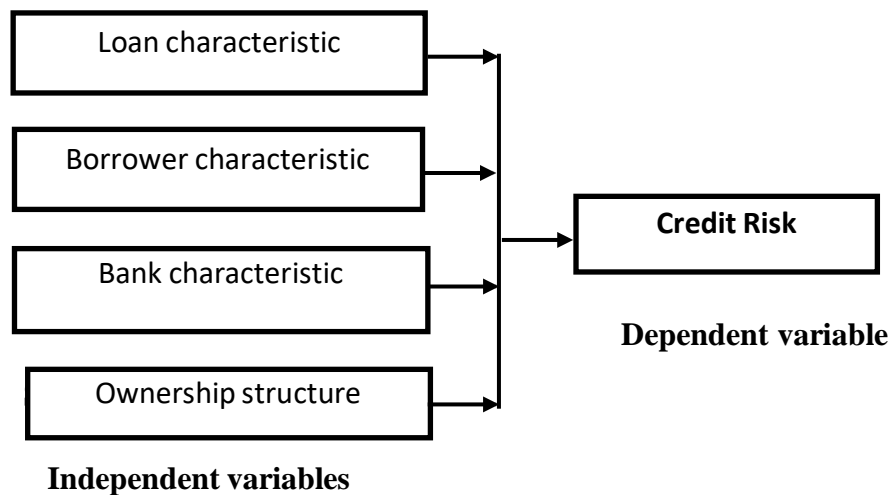 Loan characteristic
Borrower characteristic
Bank characteristic
Ownership structure
Independent variables
Credit Risk
Dependent variable